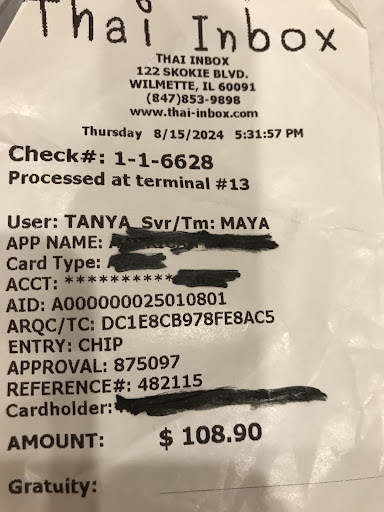 Thai Inbox
THAI INBOX
122 SKOKIE BLVD.
WILMETTE, IL 60091
(847)853-9898
www.thai-inbox.com
Thursday 8/15/2024 5:31:57 PM
Check#: 1-1-6628
Processed at terminal #13
User: TANYA Svr/Tm: MAYA
APP NAME:
Card Type:
ACCT: **********
AID: A000000025010801
ARQC/TC: DC1E8CB978FE8AC5
ENTRY: CHIP
APPROVAL: 875097
REFERENCE#: 482115
Cardholder:
AMOUNT: $ 108.90
Gratuity: